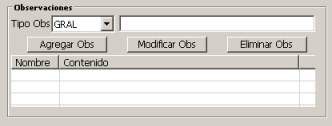 Observaciones
Tipo Obs GRAL
Agregar Obs Modificar Obs Eliminar Obs
Nombre Contenido